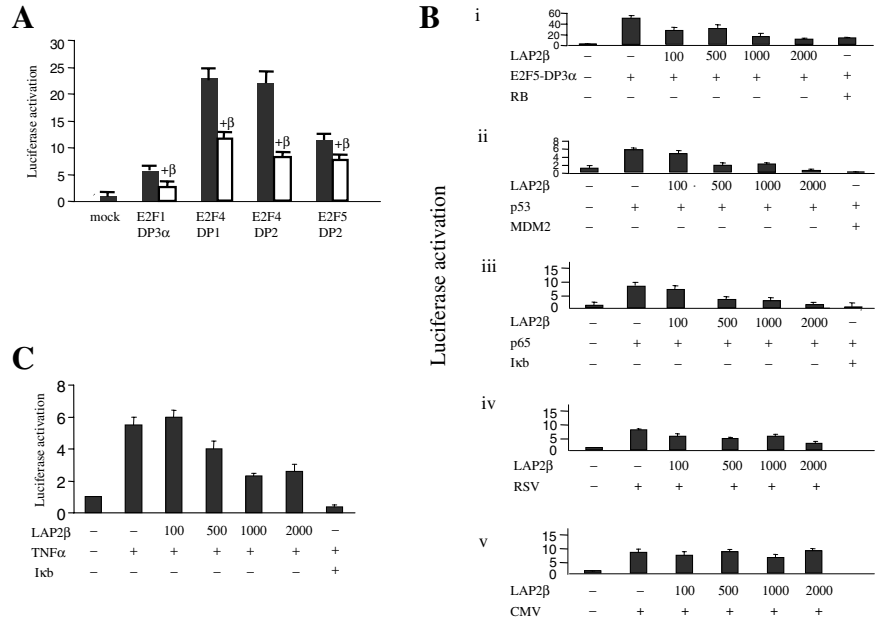 A
Luciferase activation
30
25
20
15
10
5
0
+β
+β
+β
+β
mock E2F1 E2F4 E2F4 E2F5
DP3α DP1 DP2 DP2
C
Luciferase activation
8
6
4
2
0
LAP2β – – 100 500 1000 2000 –
TNFα – + + + + + +
Iκb – – – – – – +
B
Luciferase activation
i
60
40
20
0
LAP2β – – 100 500 1000 2000 –
E2F5-DP3α – + + + + + +
RB – – – – – – +
ii
8
6
4
2
0
LAP2β – – 100 500 1000 2000 –
p53 – + + + + + +
MDM2 – – – – – – +
iii
15
10
5
0
LAP2β – – 100 500 1000 2000 –
p65 – + + + + + +
Iκb – – – – – – +
iv
15
10
5
0
LAP2β – – 100 500 1000 2000
RSV – + + + + +
v
15
10
5
0
LAP2β – – 100 500 1000 2000
CMV – + + + + +